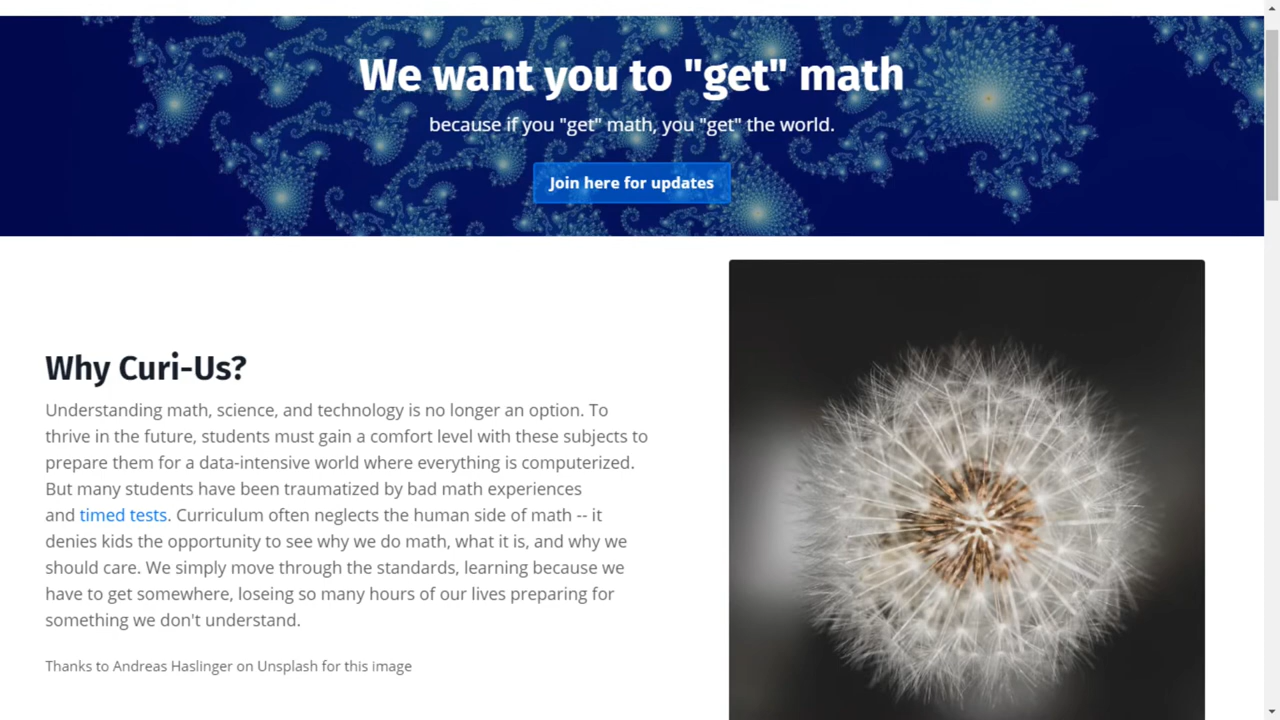 We want you to "get" math
because if you "get" math, you "get" the world.
Join here for updates
Why Curi-Us?
Understanding math, science, and technology is no longer an option. To
thrive in the future, students must gain a comfort level with these subjects to
prepare them for a data-intensive world where everything is computerized.
But many students have been traumatized by bad math experiences
and timed tests. Curriculum often neglects the human side of math -- it
denies kids the opportunity to see why we do math, what it is, and why we
should care. We simply move through the standards, learning because we
have to get somewhere, loseing so many hours of our lives preparing for
something we don't understand.
Thanks to Andreas Haslinger on Unsplash for this image